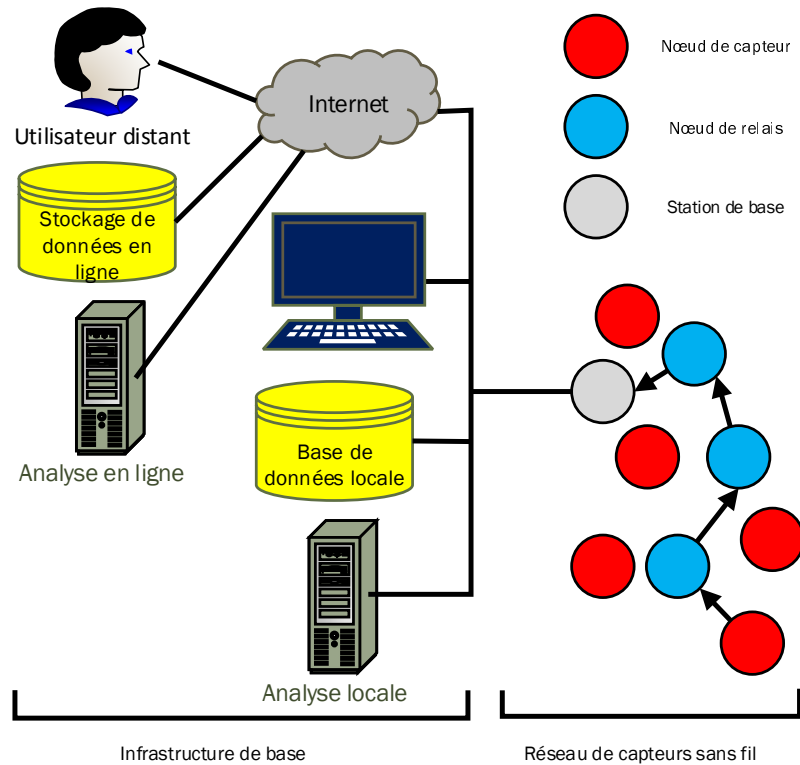 Internet
Utilisateur distant
Stockage de
données en
ligne
Analyse en ligne
Base de
données locale
Analyse locale
Nœud de capteur
Nœud de relais
Station de base
Infrastructure de base
Réseau de capteurs sans fil